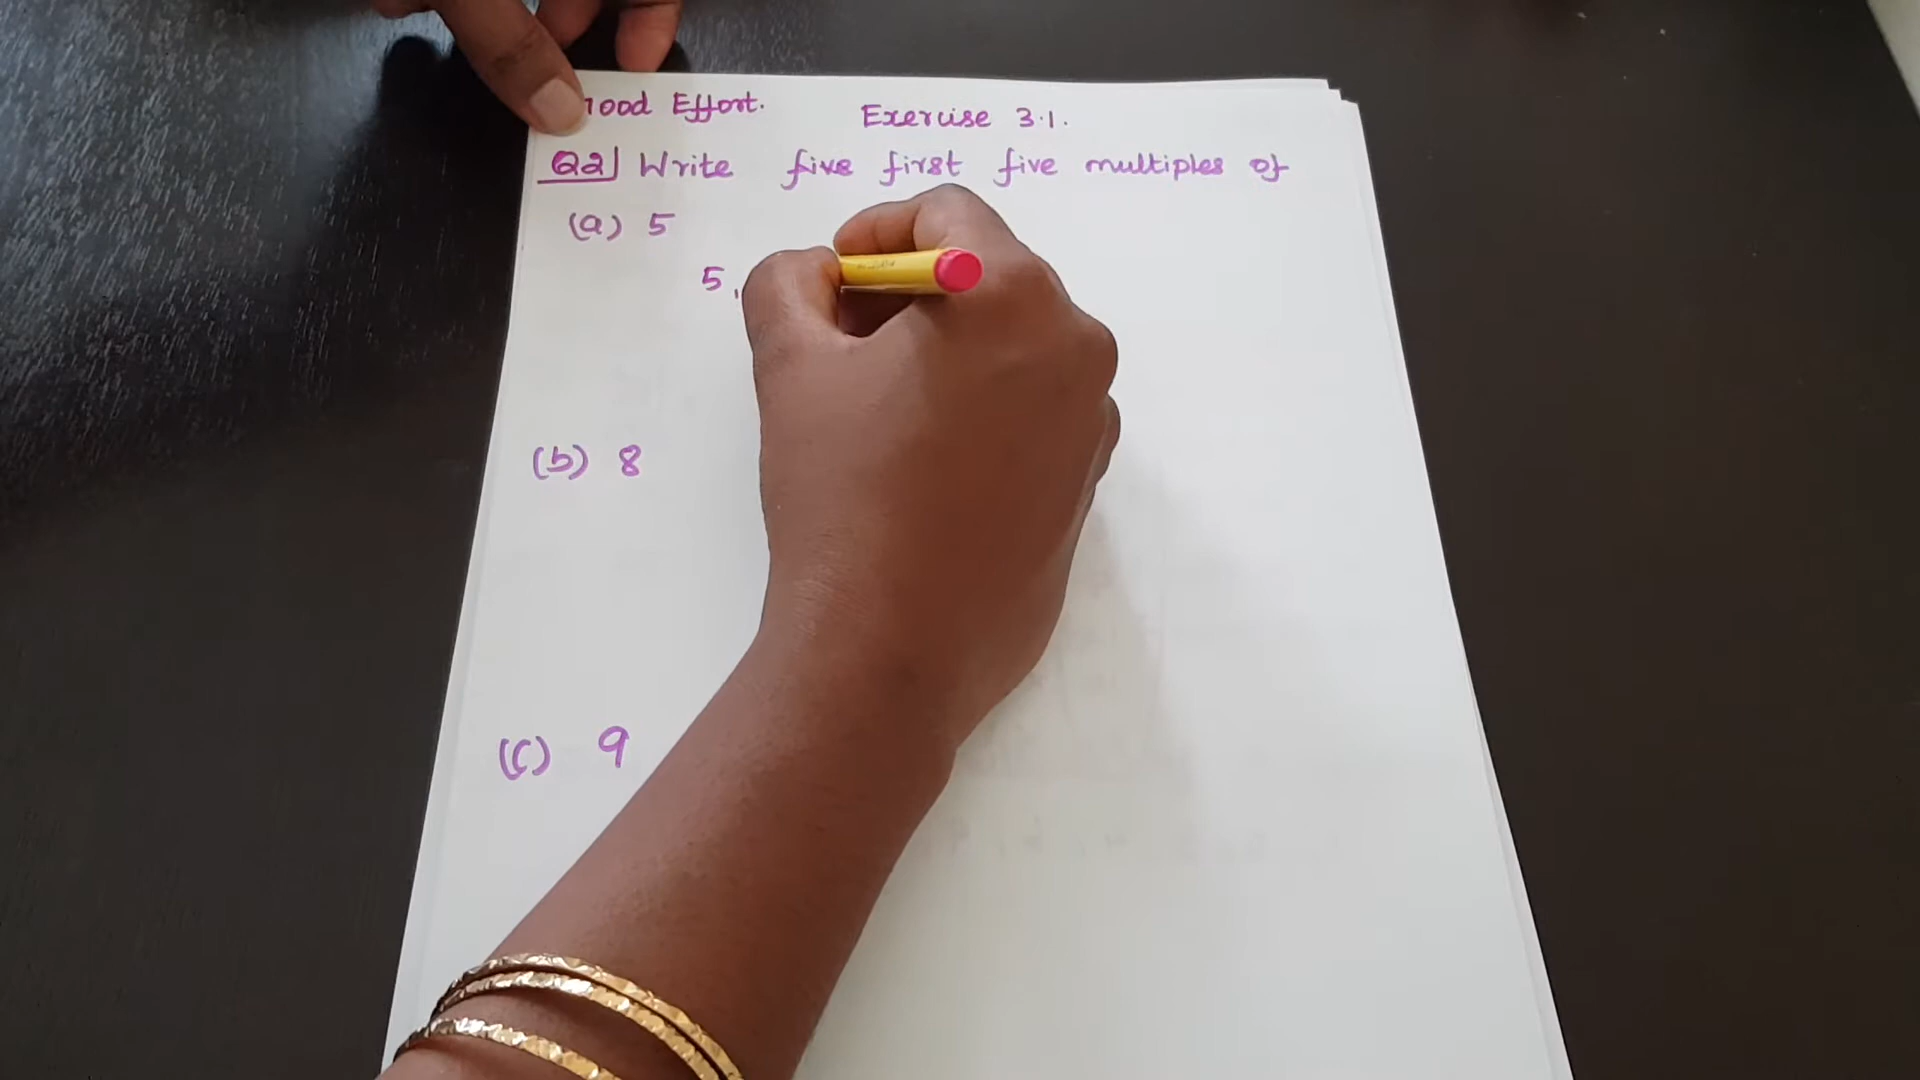 ood Effort. Exercise 3.1.
Q2] Write five first five multiples of
(a) 5
5,
(b) 8
(c) 9